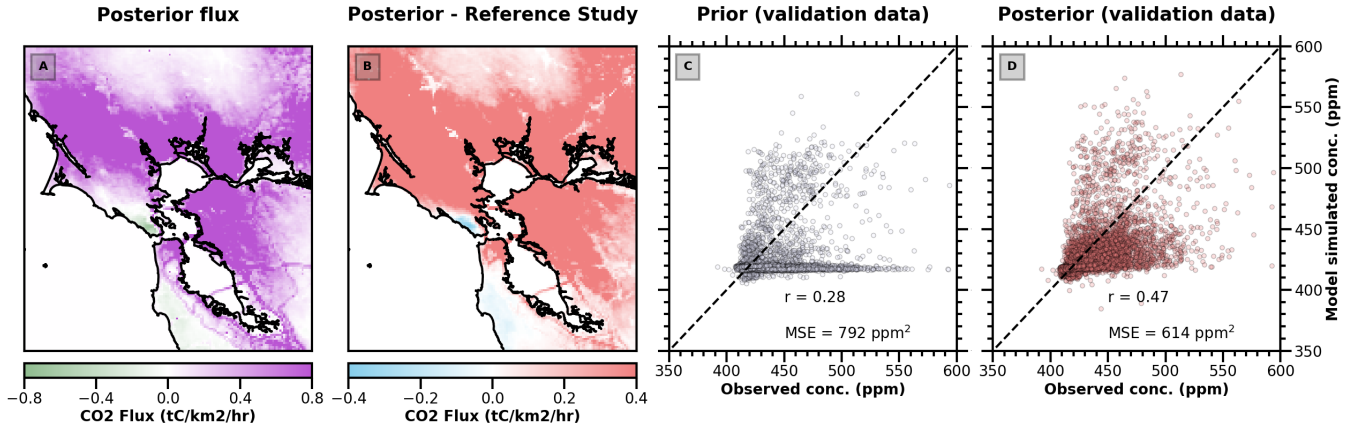 Posterior flux
Posterior - Reference Study
Prior (validation data)
Posterior (validation data)
A
B
C
D
600
550
500
450
400
350
Model simulated conc. (ppm)
r = 0.28
MSE = 792 ppm²
r = 0.47
MSE = 614 ppm²
350 400 450 500 550 600
Observed conc. (ppm)
350 400 450 500 550 600
Observed conc. (ppm)
−0.8 −0.4 0.0 0.4 0.8
CO2 Flux (tC/km2/hr)
−0.4 −0.2 0.0 0.2 0.4
CO2 Flux (tC/km2/hr)